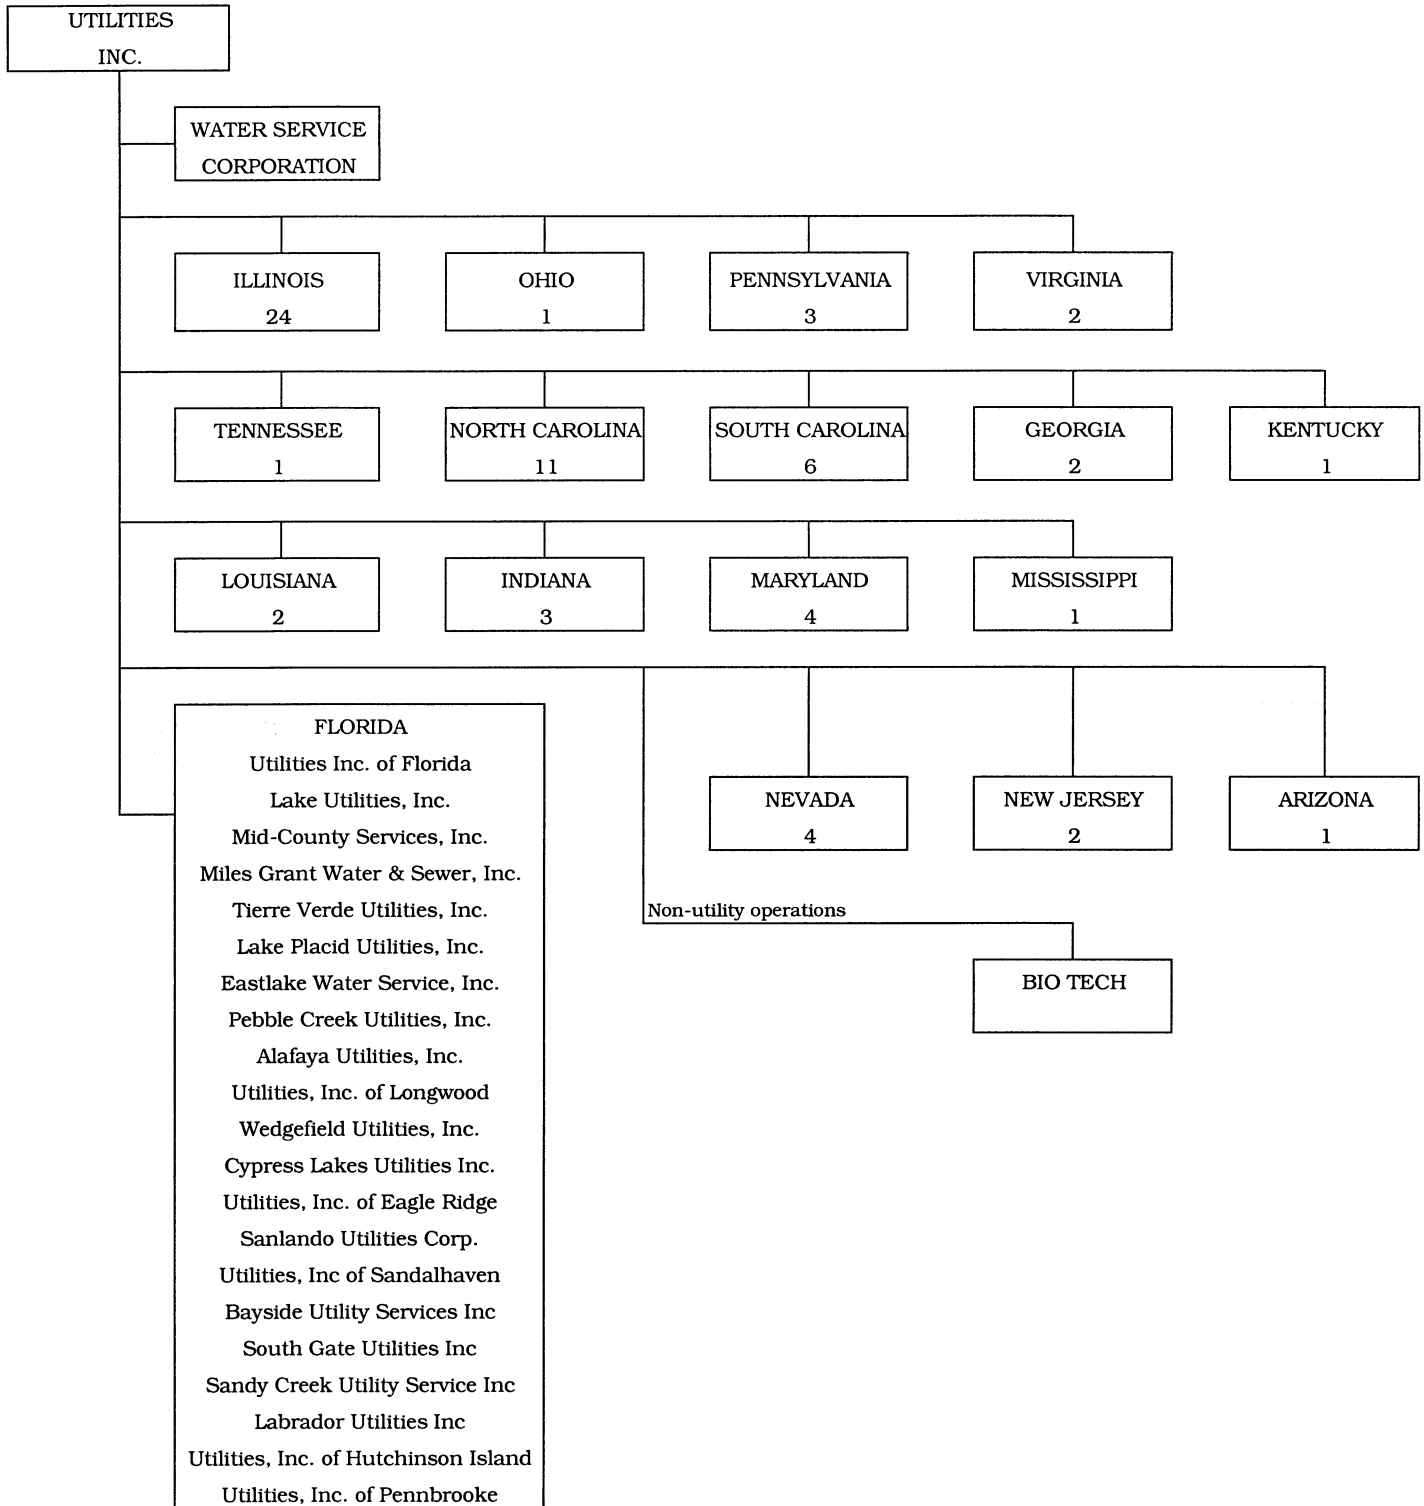 UTILITIES
INC.
WATER SERVICE
CORPORATION
ILLINOIS
24
OHIO
1
PENNSYLVANIA
3
VIRGINIA
2
TENNESSEE
1
NORTH CAROLINA
11
SOUTH CAROLINA
6
GEORGIA
2
KENTUCKY
1
LOUISIANA
2
INDIANA
3
MARYLAND
4
MISSISSIPPI
1
FLORIDA
Utilities Inc. of Florida
Lake Utilities, Inc.
Mid-County Services, Inc.
Miles Grant Water & Sewer, Inc.
Tierre Verde Utilities, Inc.
Lake Placid Utilities, Inc.
Eastlake Water Service, Inc.
Pebble Creek Utilities, Inc.
Alafaya Utilities, Inc.
Utilities, Inc. of Longwood
Wedgefield Utilities, Inc.
Cypress Lakes Utilities Inc.
Utilities, Inc. of Eagle Ridge
Sanlando Utilities Corp.
Utilities, Inc of Sandalhaven
Bayside Utility Services Inc
South Gate Utilities Inc
Sandy Creek Utility Service Inc
Labrador Utilities Inc
Utilities, Inc. of Hutchinson Island
Utilities, Inc. of Pennbrooke
NEVADA
4
NEW JERSEY
2
ARIZONA
1
Non-utility operations
BIO TECH